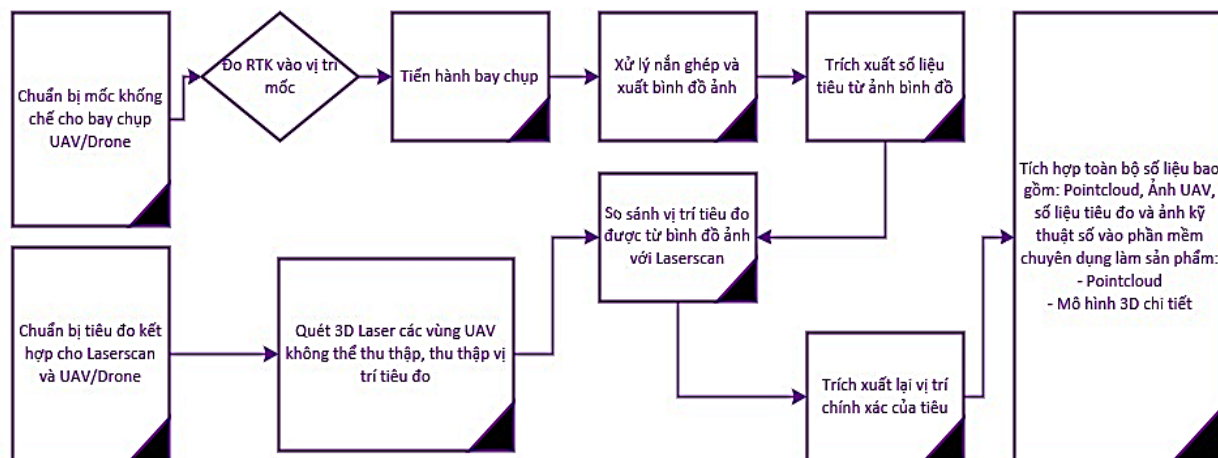 Chuẩn bị mốc khống
chế cho bay chụp
UAV/Drone
Đo RTK vào vị trí
mốc
Tiến hành bay chụp
Xử lý nắn ghép và
xuất bình đồ ảnh
Trích xuất số liệu
tiêu từ ảnh bình đồ
Chuẩn bị tiêu đo kết
hợp cho Laserscan
và UAV/Drone
Quét 3D Laser các vùng UAV
không thể thu thập, thu thập vị
trí tiêu đo
So sánh vị trí tiêu đo
được từ bình đồ ảnh
với Laserscan
Trích xuất lại vị trí
chính xác của tiêu
Tích hợp toàn bộ số liệu bao
gồm: Pointcloud, Ảnh UAV,
số liệu tiêu đo và ảnh kỹ
thuật số vào phần mềm
chuyên dụng làm sản phẩm:
- Pointcloud
- Mô hình 3D chi tiết